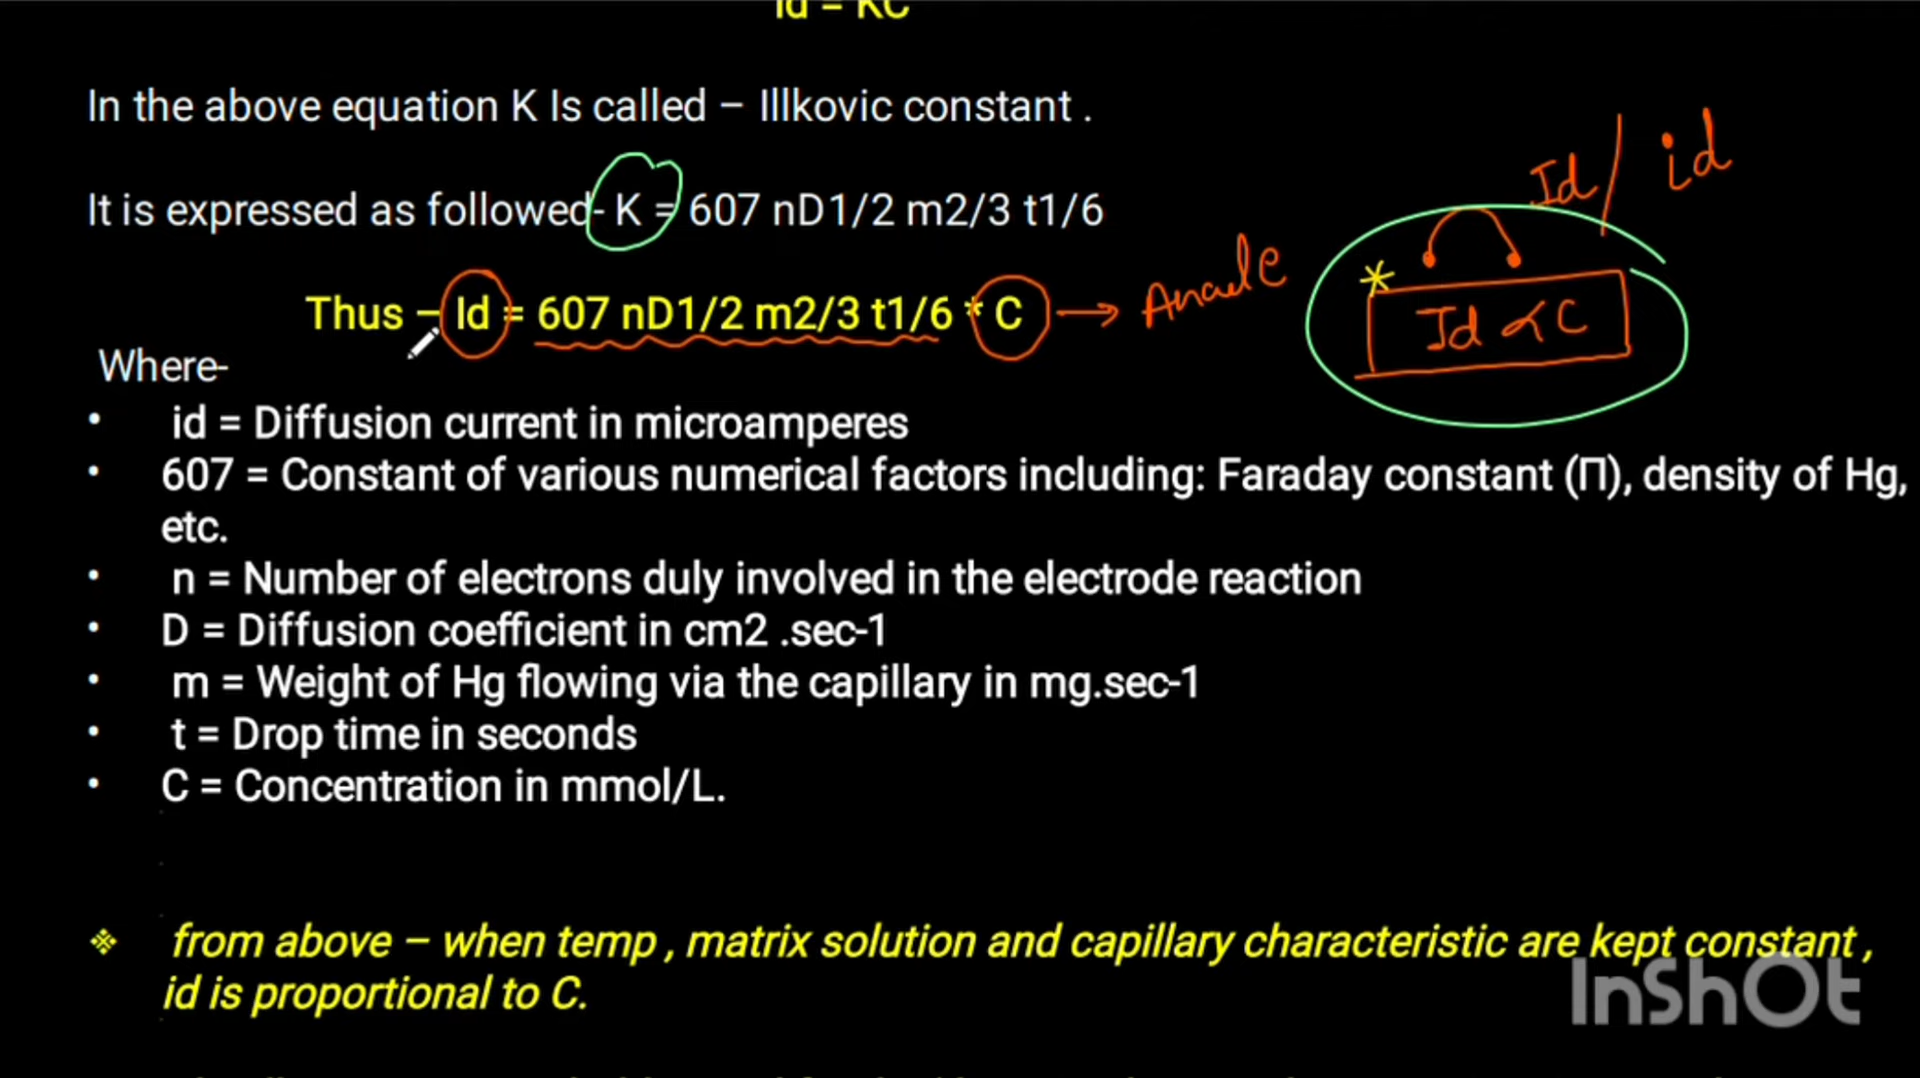 Id = KC
In the above equation K Is called – Illkovic constant .
It is expressed as followed- K = 607 nD1/2 m2/3 t1/6
Id / id
Thus – Id = 607 nD1/2 m2/3 t1/6 * C
* Id ∝ C
Where-
• id = Diffusion current in microamperes
• 607 = Constant of various numerical factors including: Faraday constant (Π), density of Hg,
etc.
• n = Number of electrons duly involved in the electrode reaction
• D = Diffusion coefficient in cm2 .sec-1
• m = Weight of Hg flowing via the capillary in mg.sec-1
• t = Drop time in seconds
• C = Concentration in mmol/L.
❖ from above – when temp , matrix solution and capillary characteristic are kept constant ,
id is proportional to C.
InShOt